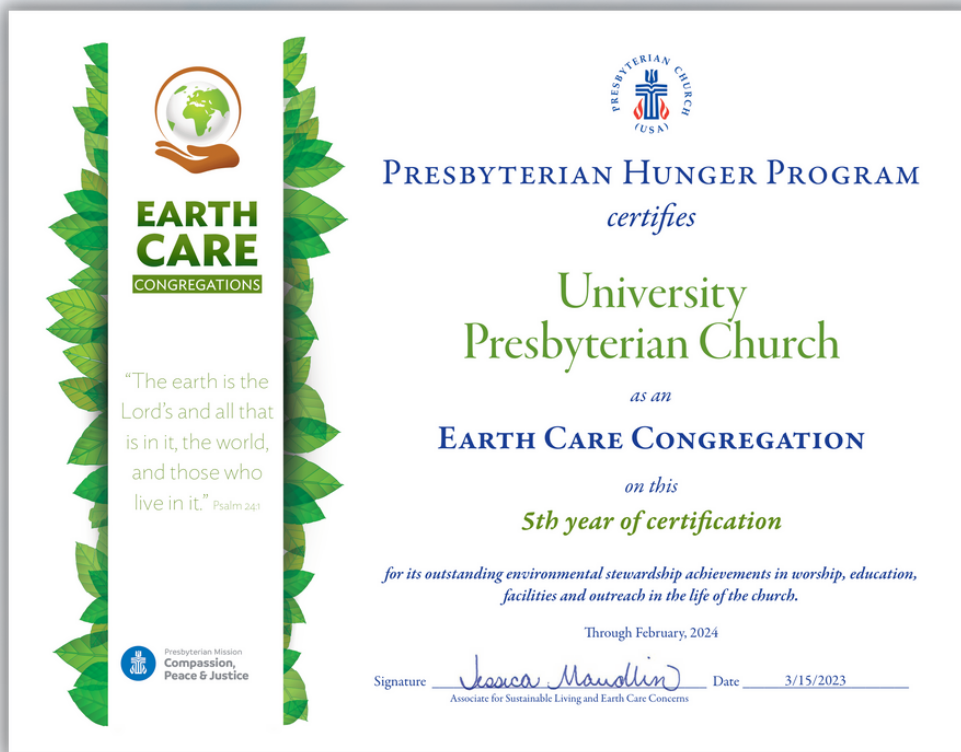 EARTH
CARE
CONGREGATIONS
“The earth is the
Lord’s and all that
is in it, the world,
and those who
live in it.” Psalm 24:1
Presbyterian Mission
Compassion,
Peace & Justice
PRESBYTERIAN CHURCH
(USA)
PRESBYTERIAN HUNGER PROGRAM
certifies
University
Presbyterian Church
as an
EARTH CARE CONGREGATION
on this
5th year of certification
for its outstanding environmental stewardship achievements in worship, education,
facilities and outreach in the life of the church.
Through February, 2024
Signature Jessica Maudlin Date 3/15/2023
Associate for Sustainable Living and Earth Care Concerns